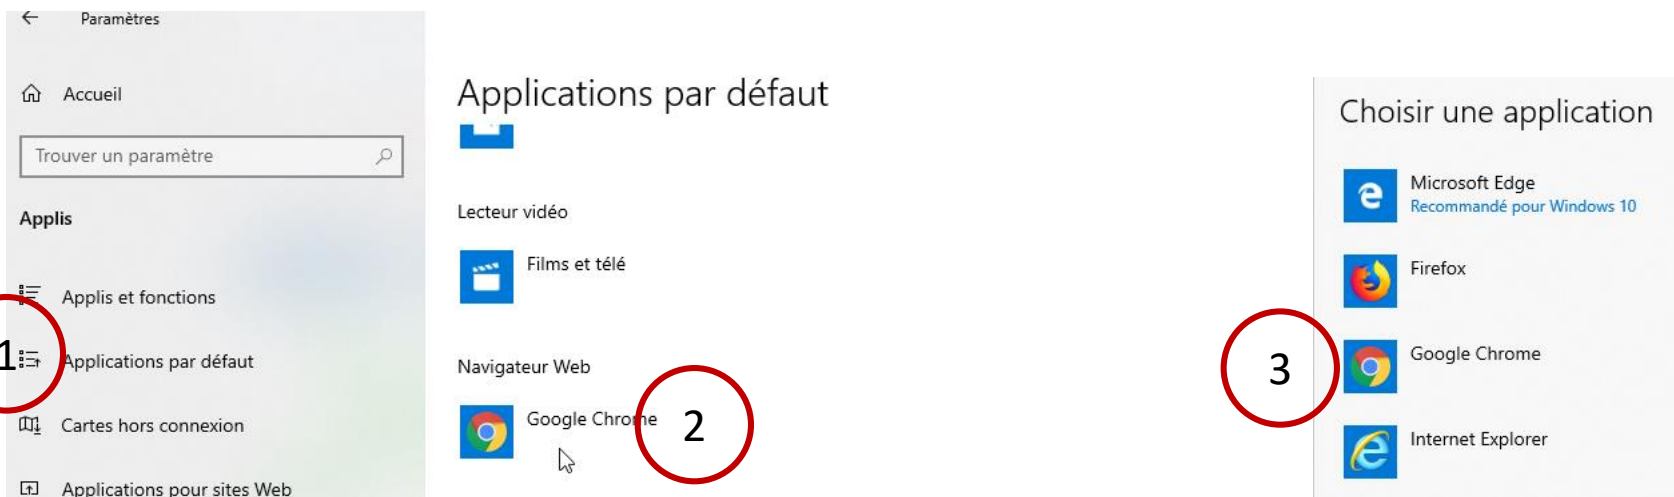 Paramètres
Accueil
Trouver un paramètre
Applis
Applis et fonctions
1
Applications par défaut
Cartes hors connexion
Applications pour sites Web
Applications par défaut
Lecteur vidéo
Films et télé
Navigateur Web
Google Chrome
2
Choisir une application
Microsoft Edge
Recommandé pour Windows 10
Firefox
3
Google Chrome
Internet Explorer